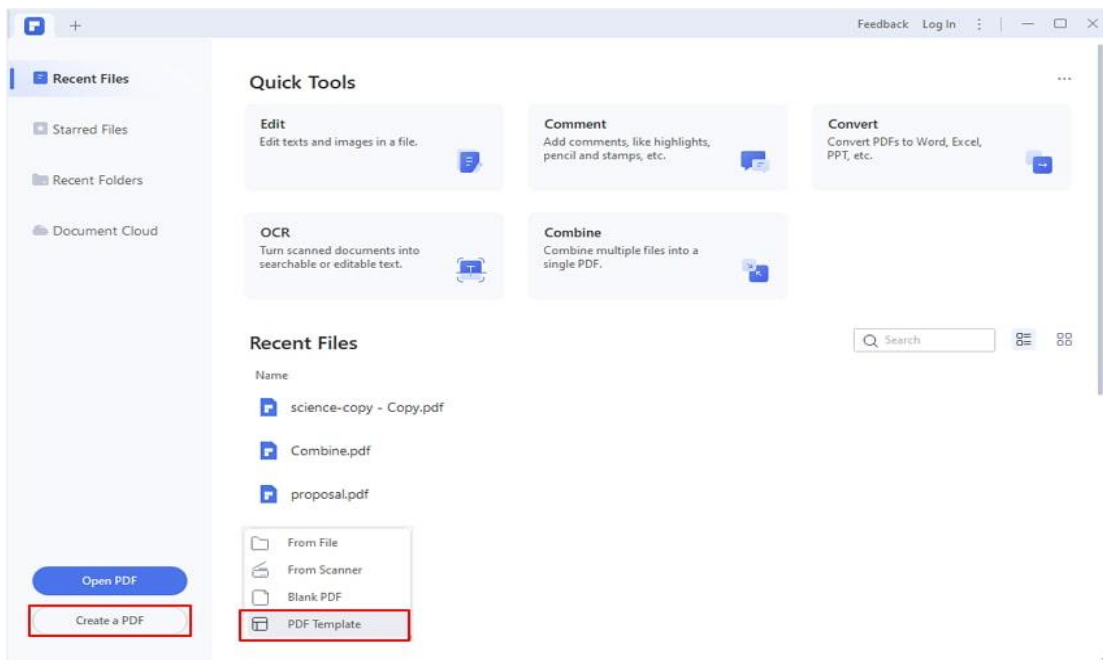 Feedback Log In
Recent Files
Starred Files
Recent Folders
Document Cloud
Open PDF
Create a PDF
Quick Tools
Edit
Edit texts and images in a file.
Comment
Add comments, like highlights,
pencil and stamps, etc.
Convert
Convert PDFs to Word, Excel,
PPT, etc.
OCR
Turn scanned documents into
searchable or editable text.
Combine
Combine multiple files into a
single PDF.
Recent Files
Search
Name
science-copy - Copy.pdf
Combine.pdf
proposal.pdf
From File
From Scanner
Blank PDF
PDF Template